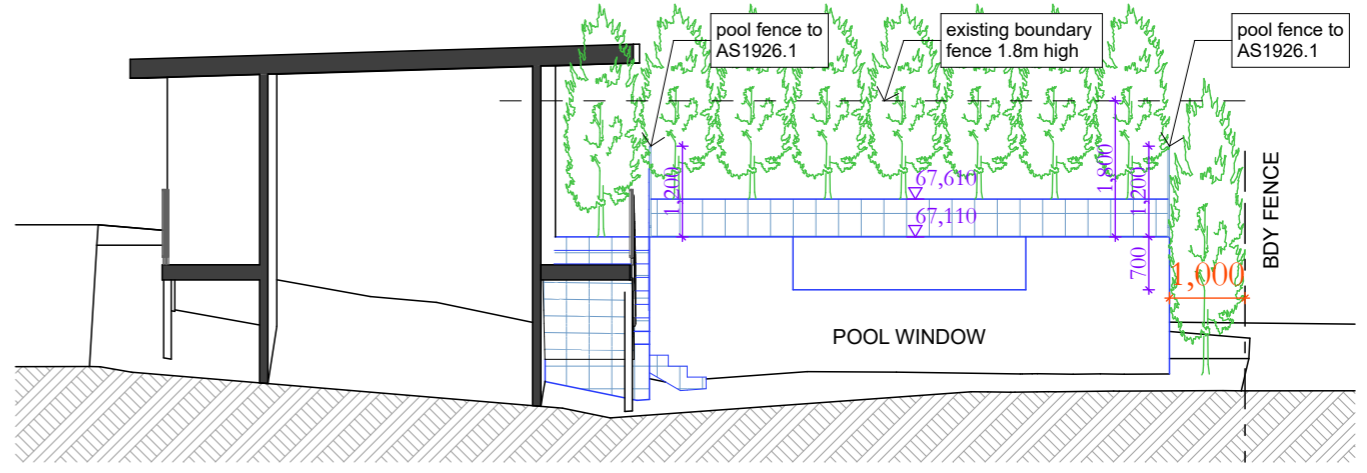 pool fence to
AS1926.1
existing boundary
fence 1.8m high
pool fence to
AS1926.1
1,200
67,610
67,110
1,800
1,200
700
1,000
BDY FENCE
POOL WINDOW